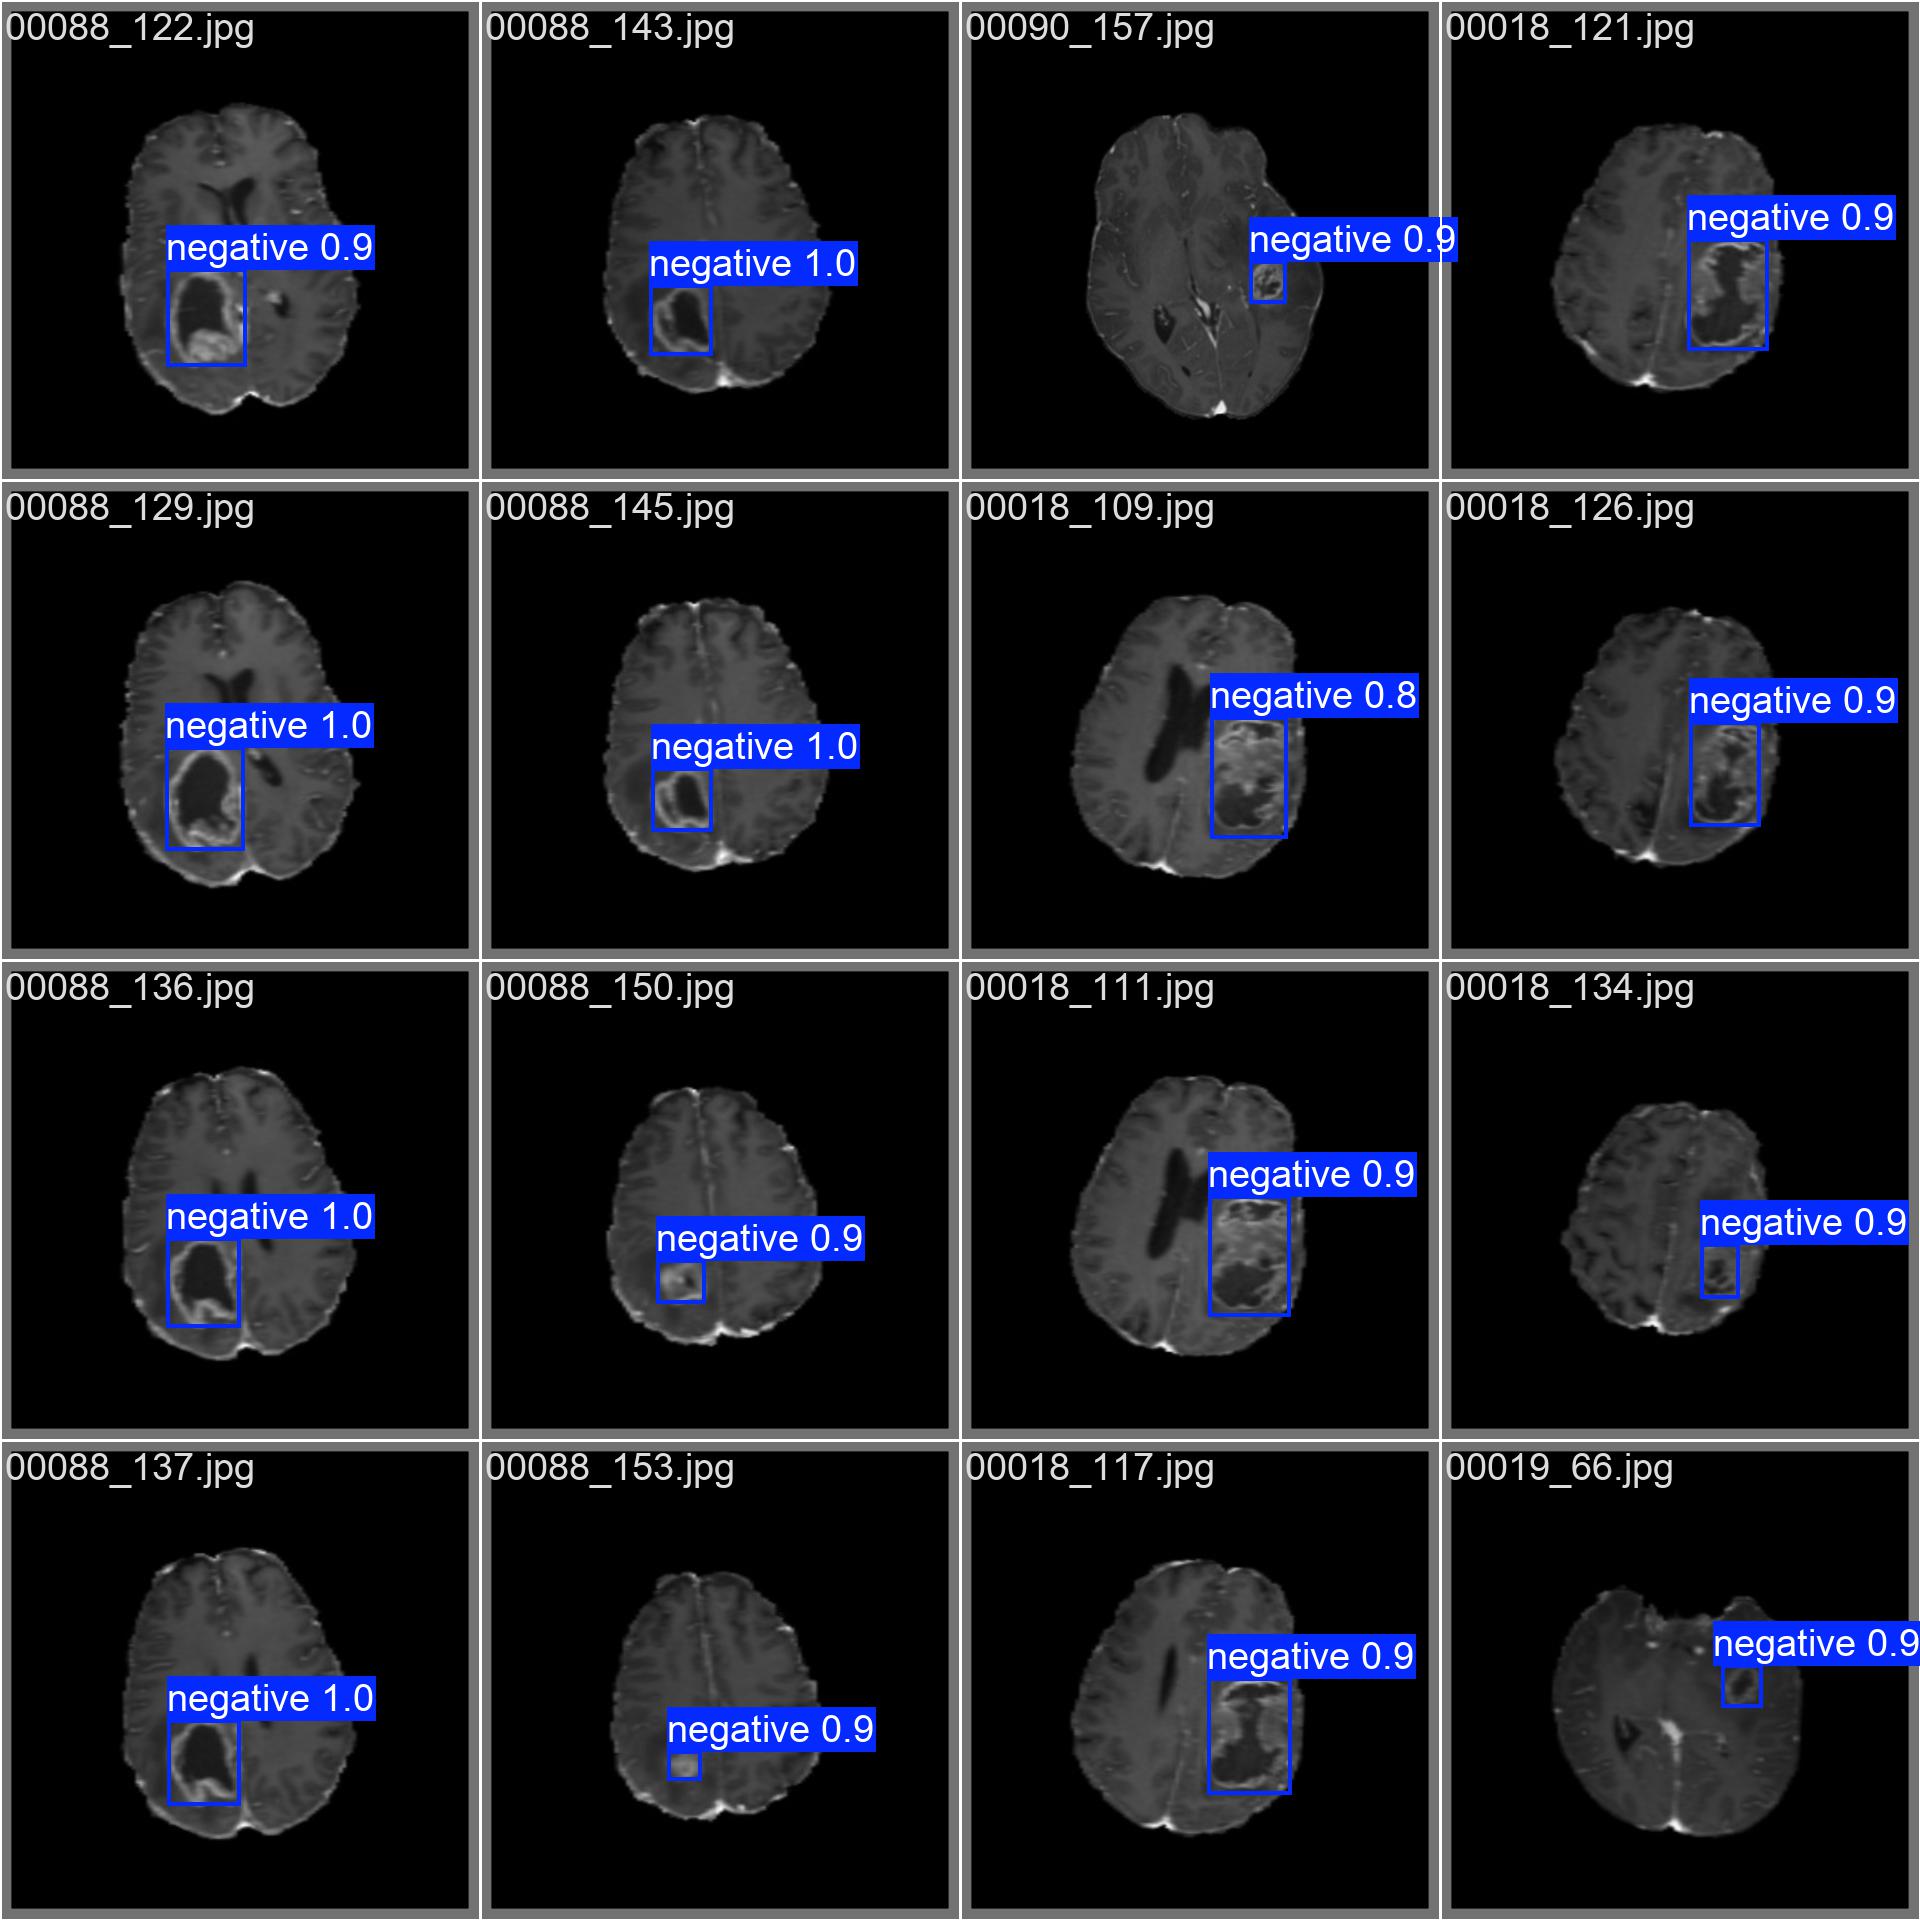 00088_122.jpg
negative 0.9
00088_143.jpg
negative 1.0
00090_157.jpg
negative 0.9
00018_121.jpg
negative 0.9
00088_129.jpg
negative 1.0
00088_145.jpg
negative 1.0
00018_109.jpg
negative 0.8
00018_126.jpg
negative 0.9
00088_136.jpg
negative 1.0
00088_150.jpg
negative 0.9
00018_111.jpg
negative 0.9
00018_134.jpg
negative 0.9
00088_137.jpg
negative 1.0
00088_153.jpg
negative 0.9
00018_117.jpg
negative 0.9
00019_66.jpg
negative 0.9